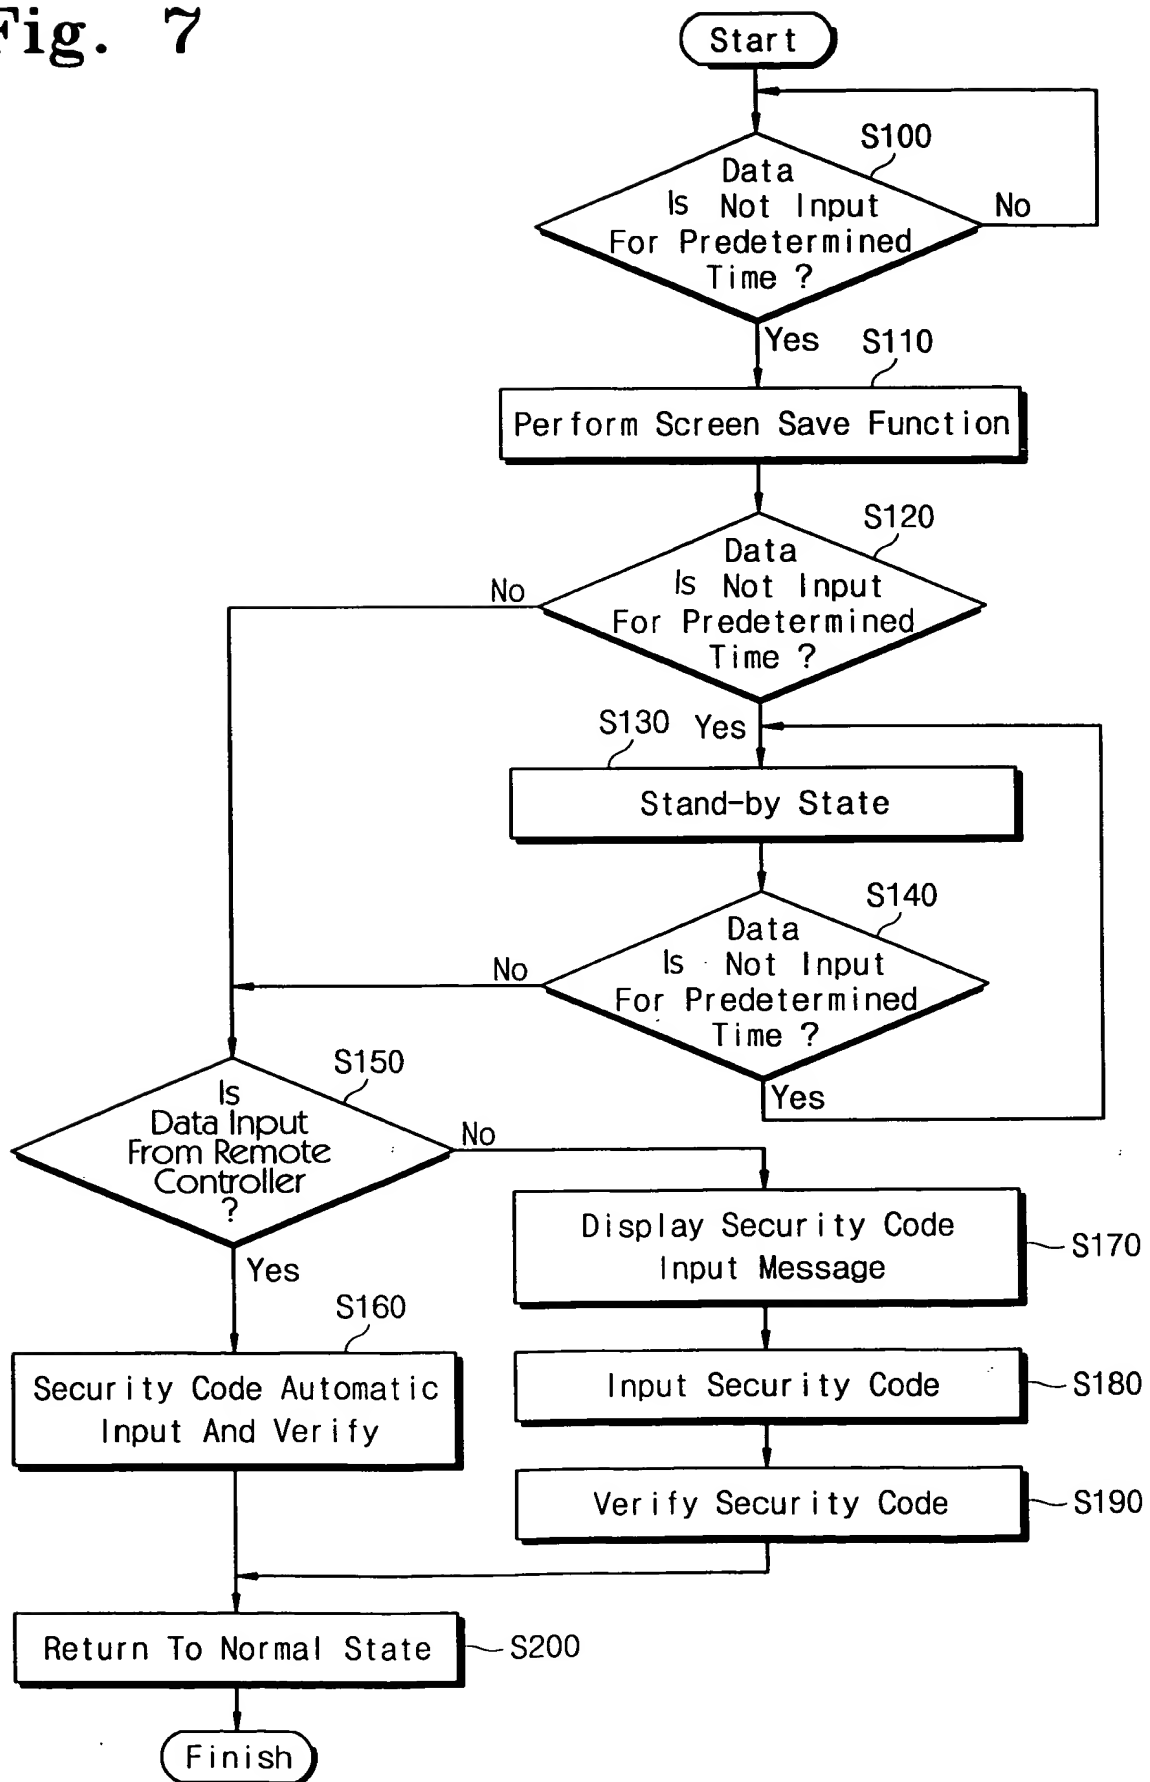 Fig. 7
Start
S100
Data
Is Not Input
For Predetermined
Time ?
No
Yes
S110
Perform Screen Save Function
S120
Data
Is Not Input
For Predetermined
Time ?
No
Yes
S130
Stand-by State
S140
Data
Is Not Input
For Predetermined
Time ?
No
Yes
S150
Is
Data Input
From Remote
Controller
?
No
Yes
S170
Display Security Code
Input Message
S160
Security Code Automatic
Input And Verify
Input Security Code
S180
Verify Security Code
S190
Return To Normal State
S200
Finish